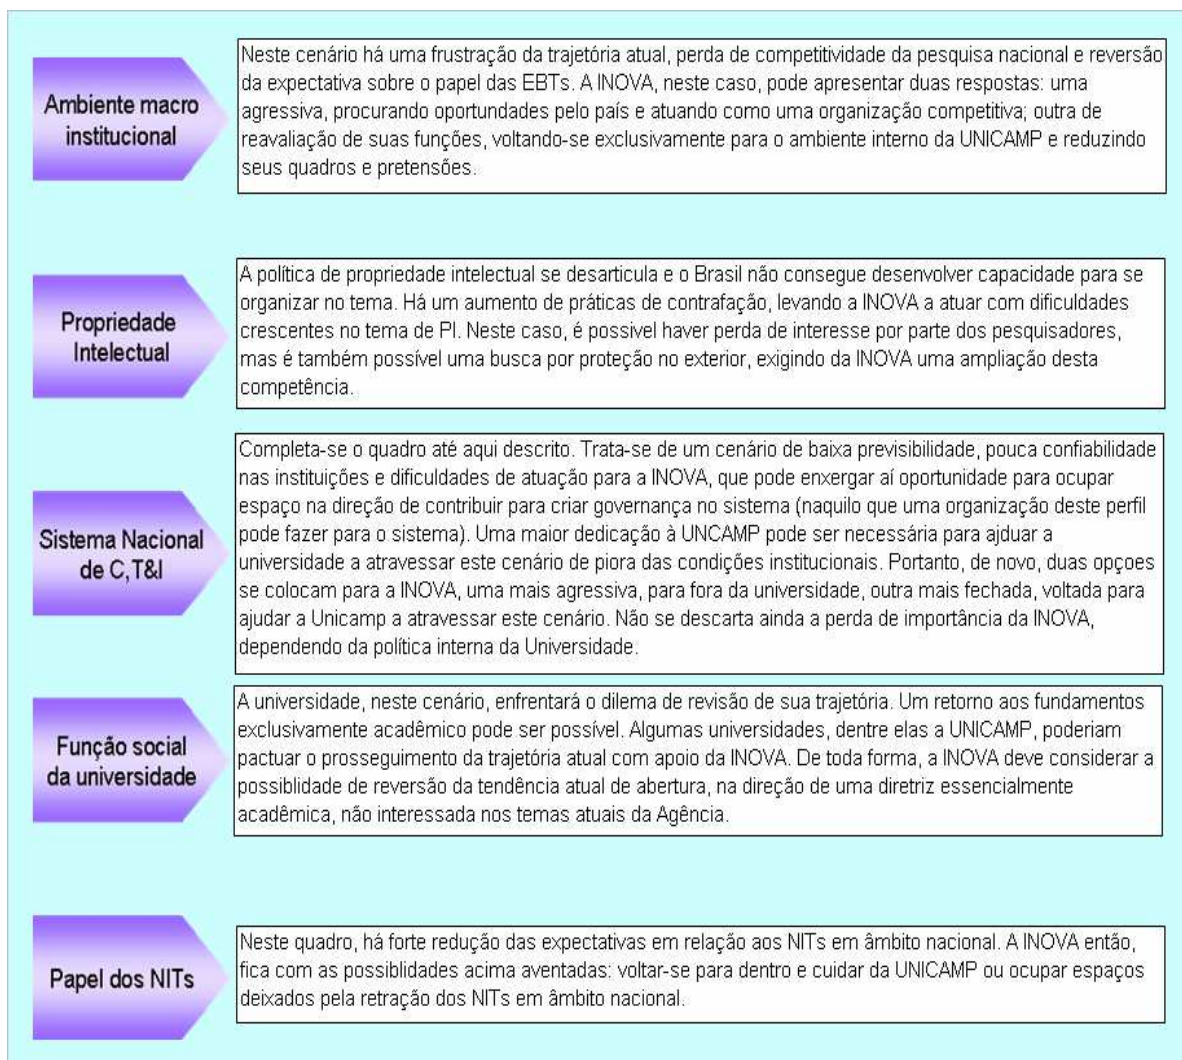 Ambiente macro
institucional
Neste cenário há uma frustração da trajetória atual, perda de competitividade da pesquisa nacional e reversão
da expectativa sobre o papel das EBTs. A INOVA, neste caso, pode apresentar duas respostas: uma
agressiva, procurando oportundades pelo país e atuando como uma organização competitiva; outra de
reavaliação de suas funções, voltando-se exclusivamente para o ambiente interno da UNICAMP e reduzindo
seus quadros e pretensões.
Propriedade
Intelectual
A política de propriedade intelectual se desarticula e o Brasil não consegue desenvolver capacidade para se
organizar no tema. Há um aumento de práticas de contrafação, levando a INOVA a atuar com dificuldades
crescentes no tema de PI. Neste caso, é possivel haver perda de interesse por parte dos pesquisadores,
mas é também possível uma busca por proteção no exterior, exigindo da INOVA uma ampliação desta
competência.
Sistema Nacional
de C,T&I
Completa-se o quadro até aqui descrito. Trata-se de um cenário de baixa previsibilidade, pouca confiabilidade
nas instituições e dificuldades de atuação para a INOVA, que pode enxergar aí oportunidade para ocupar
espaço na direção de contribuir para criar governança no sistema (naquilo que uma organização deste perfil
pode fazer para o sistema). Uma maior dedicação à UNCAMP pode ser necessária para ajduar a
universidade a atravessar este cenário de piora das condições institucionais. Portanto, de novo, duas opçoes
se colocam para a INOVA, uma mais agressiva, para fora da universidade, outra mais fechada, voltada para
ajudar a Unicamp a atravessar este cenário. Não se descarta ainda a perda de importância da INOVA,
dependendo da política interna da Universidade.
Função social
da universidade
A universidade, neste cenário, enfrentará o dilema de revisão de sua trajetória. Um retorno aos fundamentos
exclusivamente acadêmico pode ser possível. Algumas universidades, dentre elas a UNICAMP, poderiam
pactuar o prosseguimento da trajetória atual com apoio da INOVA. De toda forma, a INOVA deve considerar a
possiblidade de reversão da tendência atual de abertura, na direção de uma diretriz essencialmente
acadêmica, não interessada nos temas atuais da Agência.
Papel dos NITs
Neste quadro, há forte redução das expectativas em relação aos NITs em âmbito nacional. A INOVA então,
fica com as possiblidades acima aventadas: voltar-se para dentro e cuidar da UNICAMP ou ocupar espaços
deixados pela retração dos NITs em âmbito nacional.